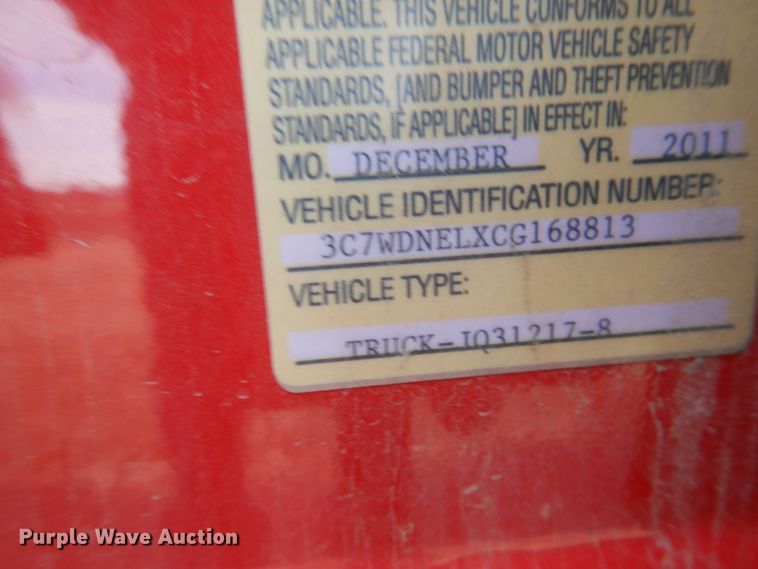 APPLICABLE. THIS VEHICLE CONFORMS TO ALL
APPLICABLE FEDERAL MOTOR VEHICLE SAFETY
STANDARDS, [AND BUMPER AND THEFT PREVENTION
STANDARDS, IF APPLICABLE] IN EFFECT IN:
MO. DECEMBER YR. 2011
VEHICLE IDENTIFICATION NUMBER:
3C7WDNELXCG168813
VEHICLE TYPE:
TRUCK-JQ31217-8
Purple Wave Auction